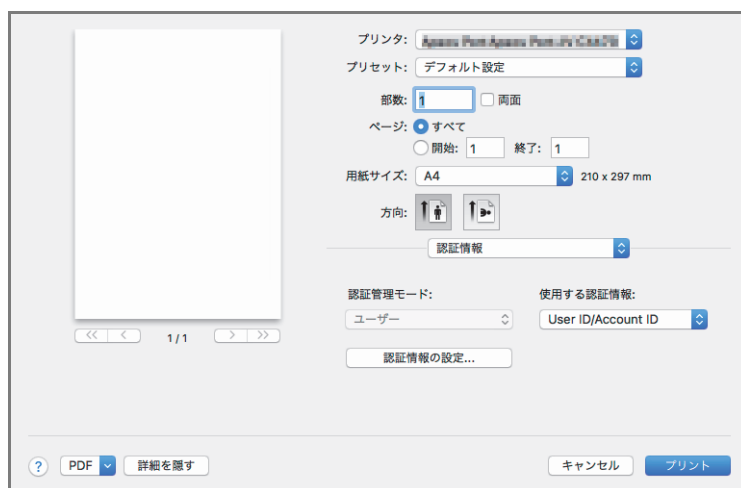 プリンタ:
プリセット: デフォルト設定
部数: 1 両面
ページ: すべて
開始: 1 終了: 1
用紙サイズ: A4 210 x 297 mm
方向:
認証情報
認証管理モード: 使用する認証情報:
ユーザー User ID/Account ID
認証情報の設定...
<< < 1 / 1 > >>
? PDF 詳細を隠す キャンセル プリント